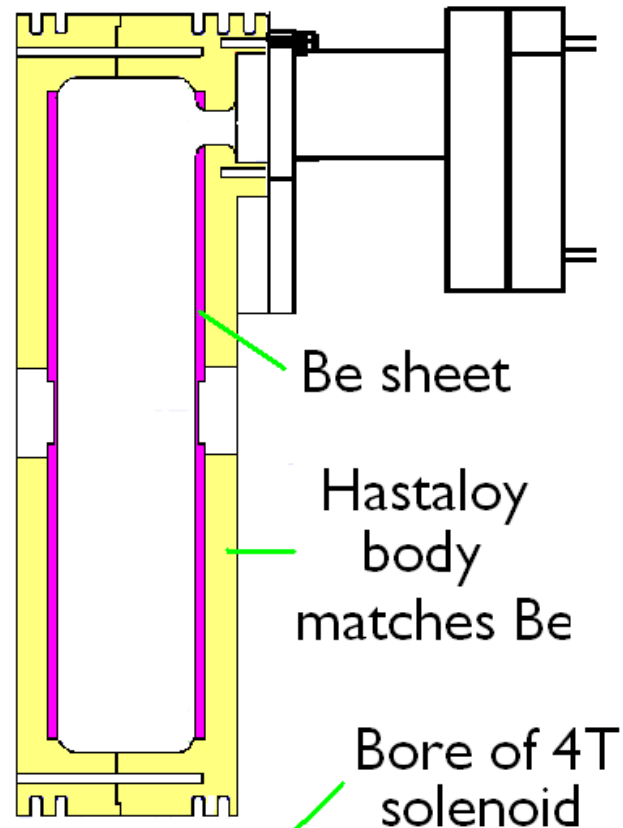 Be sheet
Hastaloy
body
matches Be
Bore of 4T
solenoid